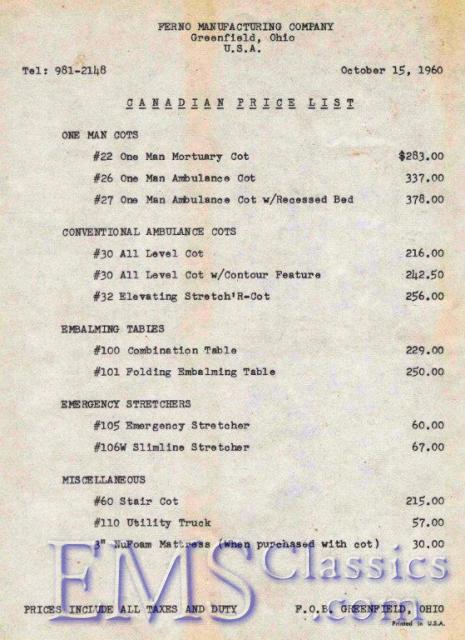 FERNO MANUFACTURING COMPANY
Greenfield, Ohio
U.S.A.
Tel: 981-2148 October 15, 1960
CANADIAN PRICE LIST
ONE MAN COTS
#22 One Man Mortuary Cot $283.00
#26 One Man Ambulance Cot 337.00
#27 One Man Ambulance Cot w/Recessed Bed 378.00
CONVENTIONAL AMBULANCE COTS
#30 All Level Cot 216.00
#30 All Level Cot w/Contour Feature 242.50
#32 Elevating Stretch'R-Cot 256.00
EMBALMING TABLES
#100 Combination Table 229.00
#101 Folding Embalming Table 250.00
EMERGENCY STRETCHERS
#105 Emergency Stretcher 60.00
#106W Slimline Stretcher 67.00
MISCELLANEOUS
#60 Stair Cot 215.00
#110 Utility Truck 57.00
3" NuFoam Mattress (when purchased with cot) 30.00
EMSClassics
.com
PRICES INCLUDE ALL TAXES AND DUTY F.O.B. GREENFIELD, OHIO
Printed in U.S.A.